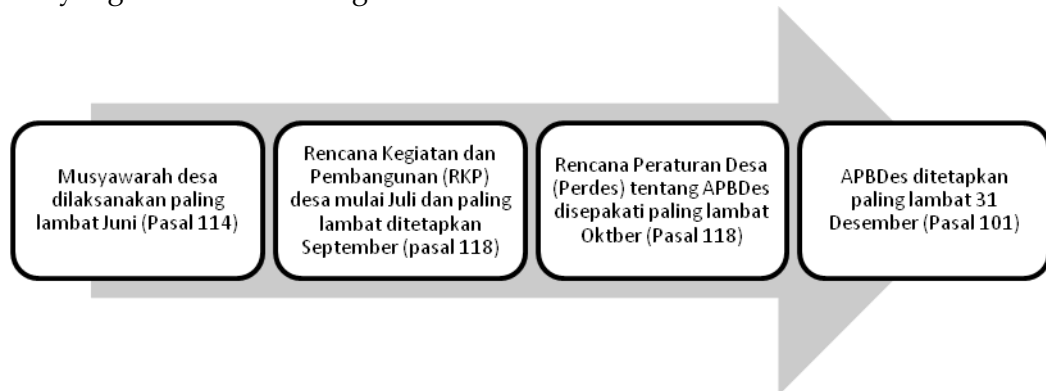 Musyawarah desa
dilaksanakan paling
lambat Juni (Pasal 114)
Rencana Kegiatan dan
Pembangunan (RKP)
desa mulai Juli dan paling
lambat ditetapkan
September (pasal 118)
Rencana Peraturan Desa
(Perdes) tentang APBDes
disepakati paling lambat
Oktber (Pasal 118)
APBDes ditetapkan
paling lambat 31
Desember (Pasal 101)